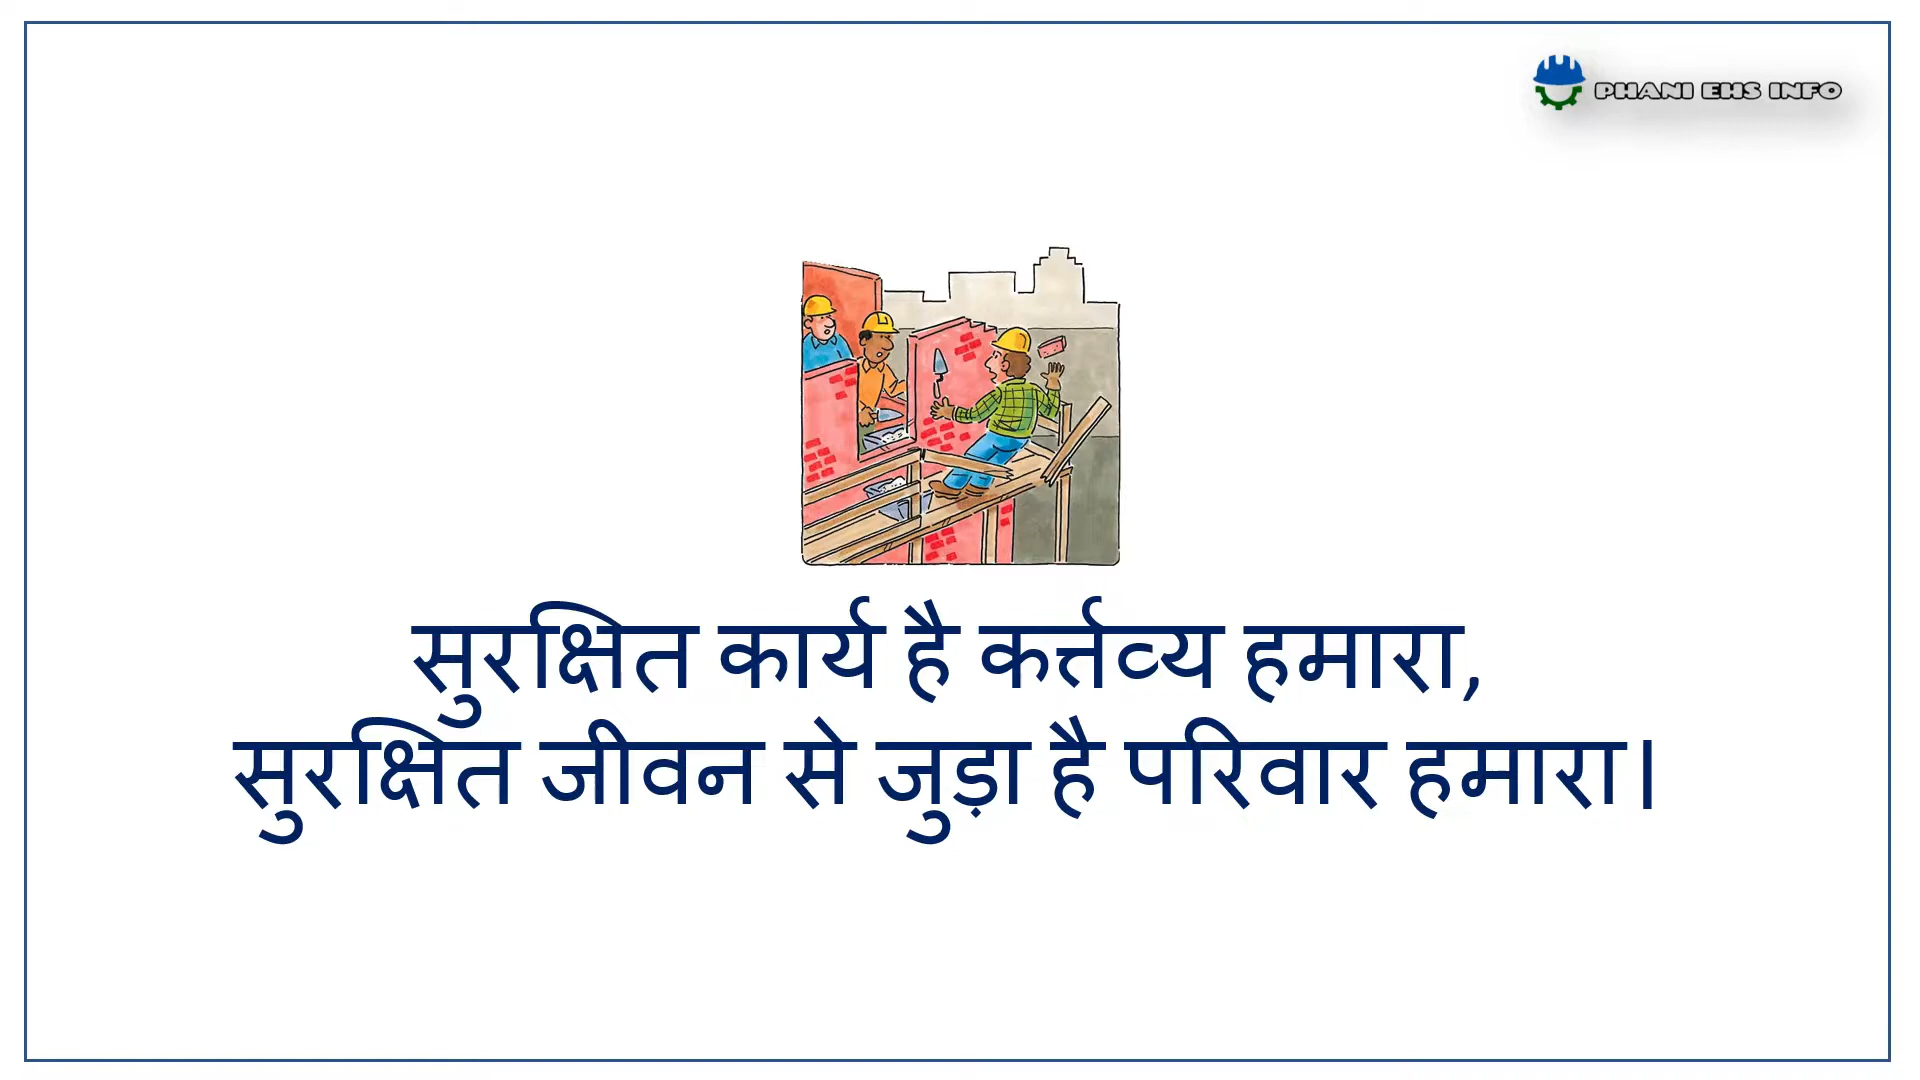 PHANI EHS INFO
सुरक्षित कार्य है कर्त्तव्य हमारा,
सुरक्षित जीवन से जुड़ा है परिवार हमारा।